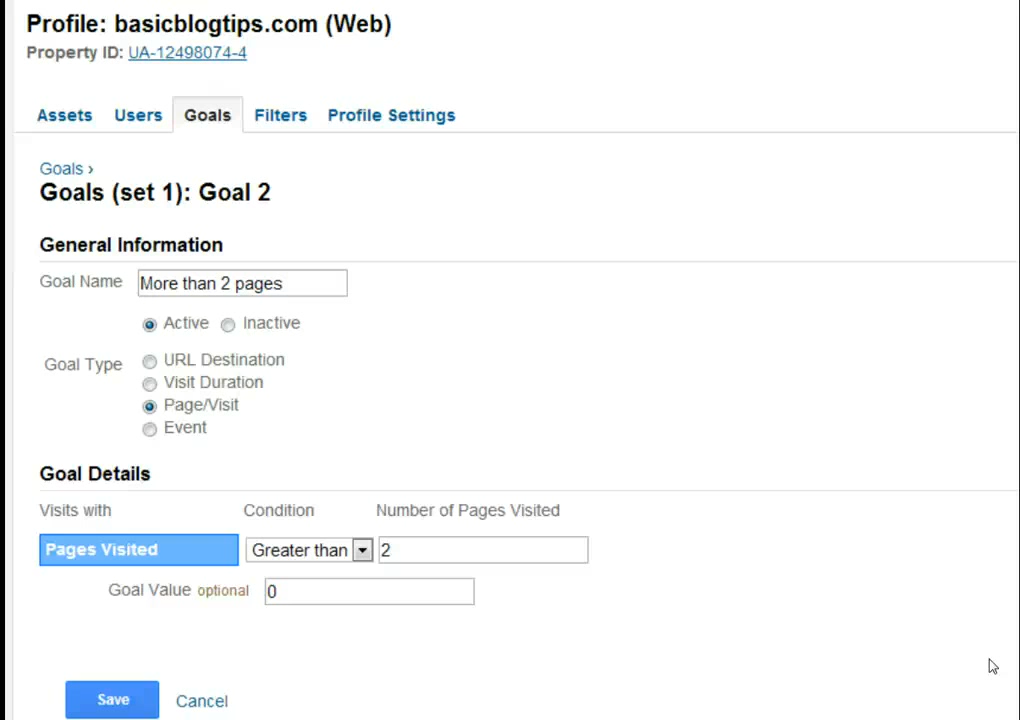 Profile: basicblogtips.com (Web)
Property ID: UA-12498074-4
Assets Users Goals Filters Profile Settings
Goals ›
Goals (set 1): Goal 2
General Information
Goal Name More than 2 pages
Active Inactive
Goal Type URL Destination
Visit Duration
Page/Visit
Event
Goal Details
Visits with Condition Number of Pages Visited
Pages Visited Greater than 2
Goal Value optional 0
Save Cancel